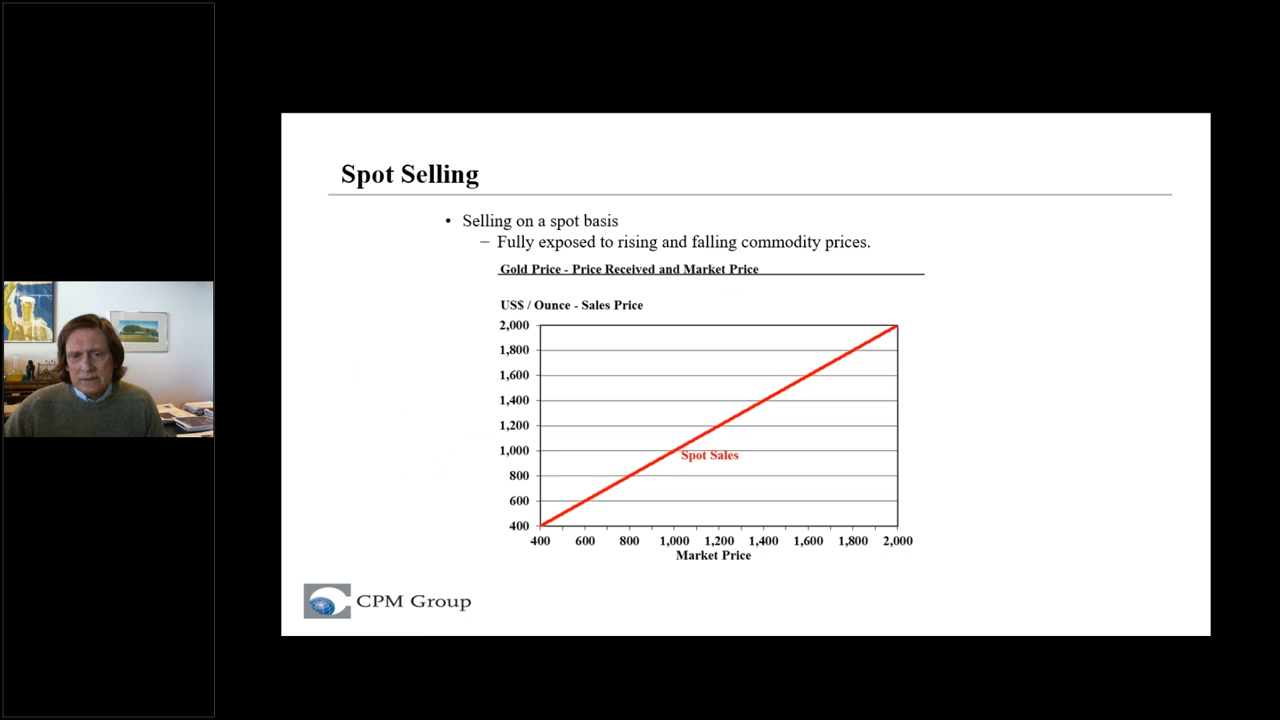 Spot Selling
• Selling on a spot basis
– Fully exposed to rising and falling commodity prices.
Gold Price - Price Received and Market Price
US$ / Ounce - Sales Price
2,000
1,800
1,600
1,400
1,200
1,000
800
600
400
Spot Sales
400 600 800 1,000 1,200 1,400 1,600 1,800 2,000
Market Price
CPM Group